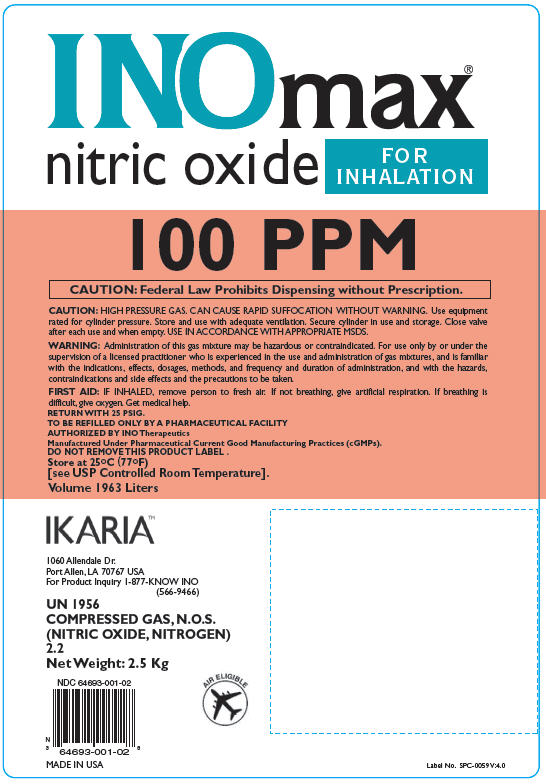 INOmax®
nitric oxide
FOR
INHALATION
100 PPM
CAUTION: Federal Law Prohibits Dispensing without Prescription.
CAUTION: HIGH PRESSURE GAS. CAN CAUSE RAPID SUFFOCATION WITHOUT WARNING. Use equipment
rated for cylinder pressure. Store and use with adequate ventilation. Secure cylinder in use and storage. Close valve
after each use and when empty. USE IN ACCORDANCE WITH APPROPRIATE MSDS.
WARNING: Administration of this gas mixture may be hazardous or contraindicated. For use only by or under the
supervision of a licensed practitioner who is experienced in the use and administration of gas mixtures, and is familiar
with the indications, effects, dosages, methods, and frequency and duration of administration, and with the hazards,
contraindications and side effects and the precautions to be taken.
FIRST AID: IF INHALED, remove person to fresh air. If not breathing, give artificial respiration. If breathing is
difficult, give oxygen. Get medical help.
RETURN WITH 25 PSIG.
TO BE REFILLED ONLY BY A PHARMACEUTICAL FACILITY
AUTHORIZED BY INO Therapeutics
Manufactured Under Pharmaceutical Current Good Manufacturing Practices (cGMPs).
DO NOT REMOVE THIS PRODUCT LABEL .
Store at 25°C (77°F)
[see USP Controlled Room Temperature].
Volume 1963 Liters
IKARIA™
1060 Allendale Dr.
Port Allen, LA 70767 USA
For Product Inquiry 1-877-KNOW INO
(566-9466)
UN 1956
COMPRESSED GAS, N.O.S.
(NITRIC OXIDE, NITROGEN)
2.2
Net Weight: 2.5 Kg
AIR ELIGIBLE
NDC 64693-001-02
N
3 64693-001-02 8
MADE IN USA
Label No. SPC-0059 V:4.0